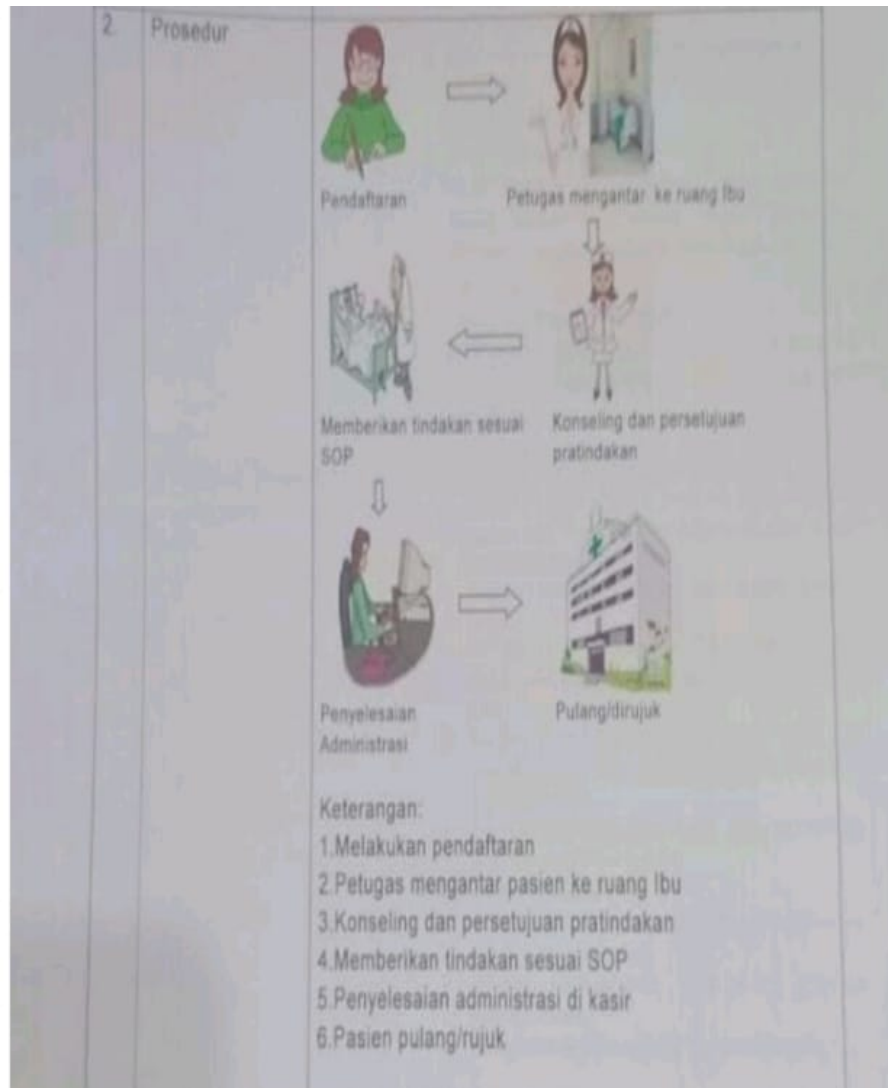 2. Prosedur
Pendaftaran
Petugas mengantar ke ruang Ibu
Memberikan tindakan sesuai
SOP
Konseling dan persetujuan
pratindakan
Penyelesaian
Administrasi
Pulang/dirujuk
Keterangan:
1.Melakukan pendaftaran
2.Petugas mengantar pasien ke ruang Ibu
3.Konseling dan persetujuan pratindakan
4.Memberikan tindakan sesuai SOP
5.Penyelesaian administrasi di kasir
6.Pasien pulang/rujuk